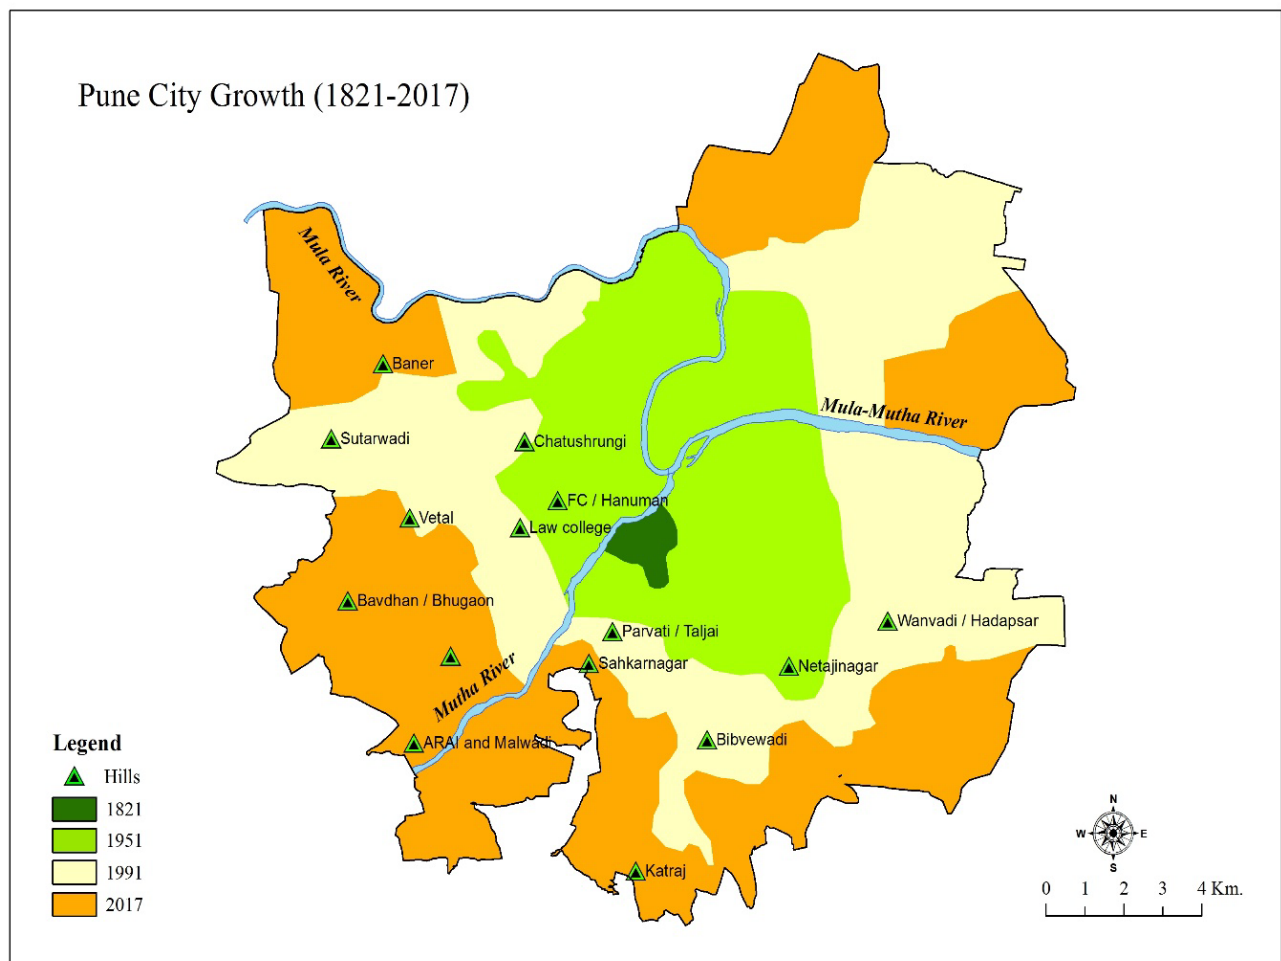 Pune City Growth (1821-2017)
Mula River
Baner
Mula-Mutha River
Sutarwadi
Chatushrungi
FC / Hanuman
Vetal
Law college
Bavdhan / Bhugaon
Wanvadi / Hadapsar
Parvati / Taljai
Sahkarnagar
Netajinagar
Mutha River
ARAI and Malwadi
Bibvewadi
Katraj
Legend
Hills
1821
1951
1991
2017
N
W
E
S
0 1 2 3 4 Km.